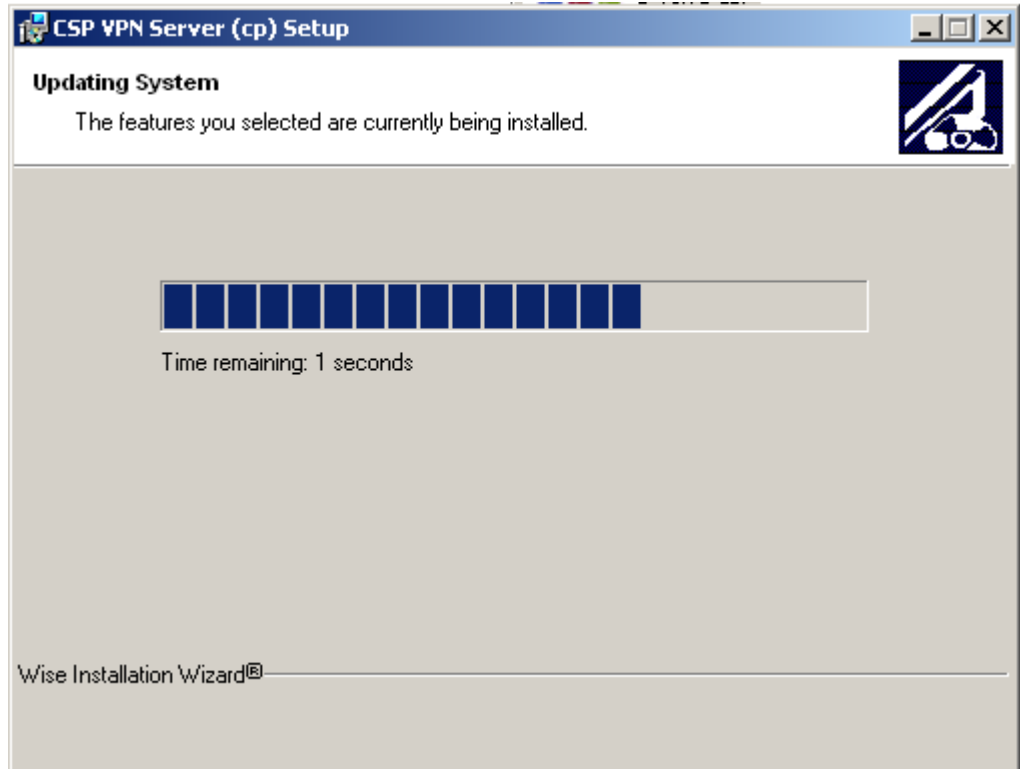 CSP VPN Server (cp) Setup
Updating System
The features you selected are currently being installed.
Time remaining: 1 seconds
Wise Installation Wizard®